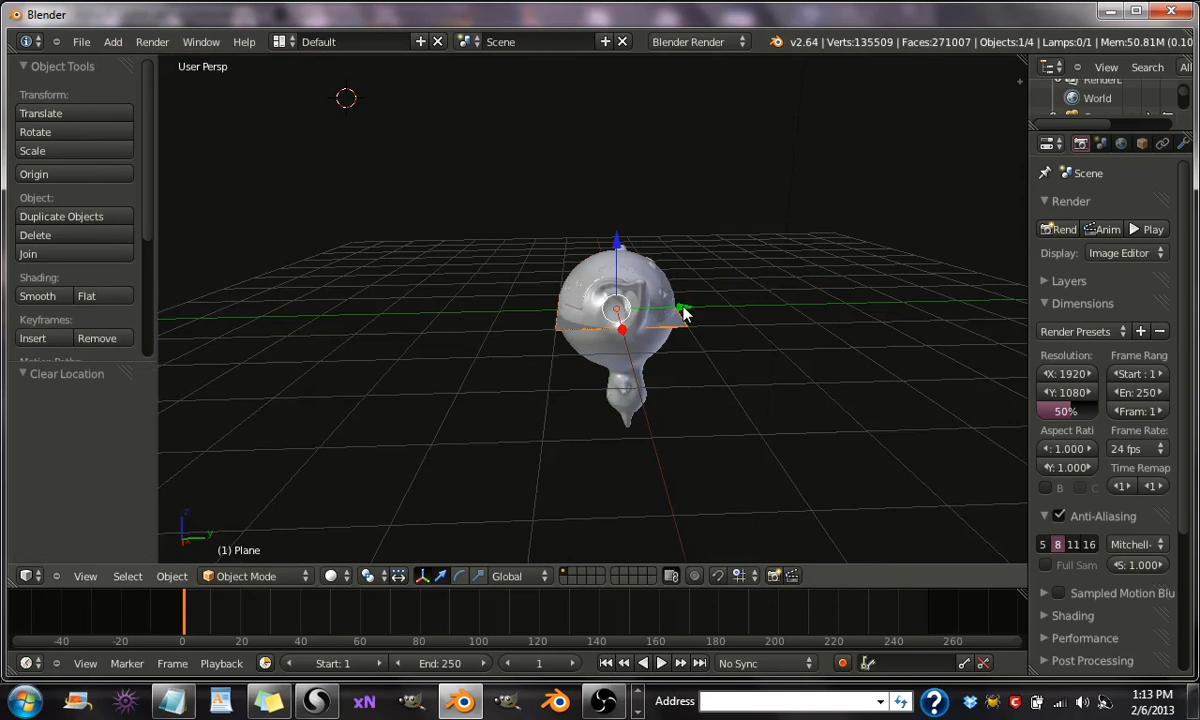 Blender
File Add Render Window Help Default Scene Blender Render v2.64 | Verts:135509 | Faces:271007 | Objects:1/4 | Lamps:0/1 | Mem:50.81M (0.10
Object Tools
User Persp
View Search All
World
Transform:
Translate
Rotate
Scale
Origin
Object:
Duplicate Objects
Delete
Join
Shading:
Smooth Flat
Keyframes:
Insert Remove
Clear Location
Scene
Render
Rend Anim Play
Display: Image Editor
Layers
Dimensions
Render Presets
Resolution: Frame Rang
X: 1920 Start: 1
Y: 1080 En: 250
50% Fram: 1
Aspect Rati Frame Rate:
: 1.000 24 fps
Y: 1.000 Time Remap
B C 1 1
Anti-Aliasing
5 8 11 16 Mitchell-
Full Sam S: 1.000
Sampled Motion Blu
Shading
Performance
Post Processing
z
y
(1) Plane
View Select Object Object Mode Global
-40 -20 0 20 40 60 80 100 120 140 160 180 200 220 240 260
View Marker Frame Playback Start: 1 End: 250 1 No Sync
xN Address 1:13 PM
2/6/2013